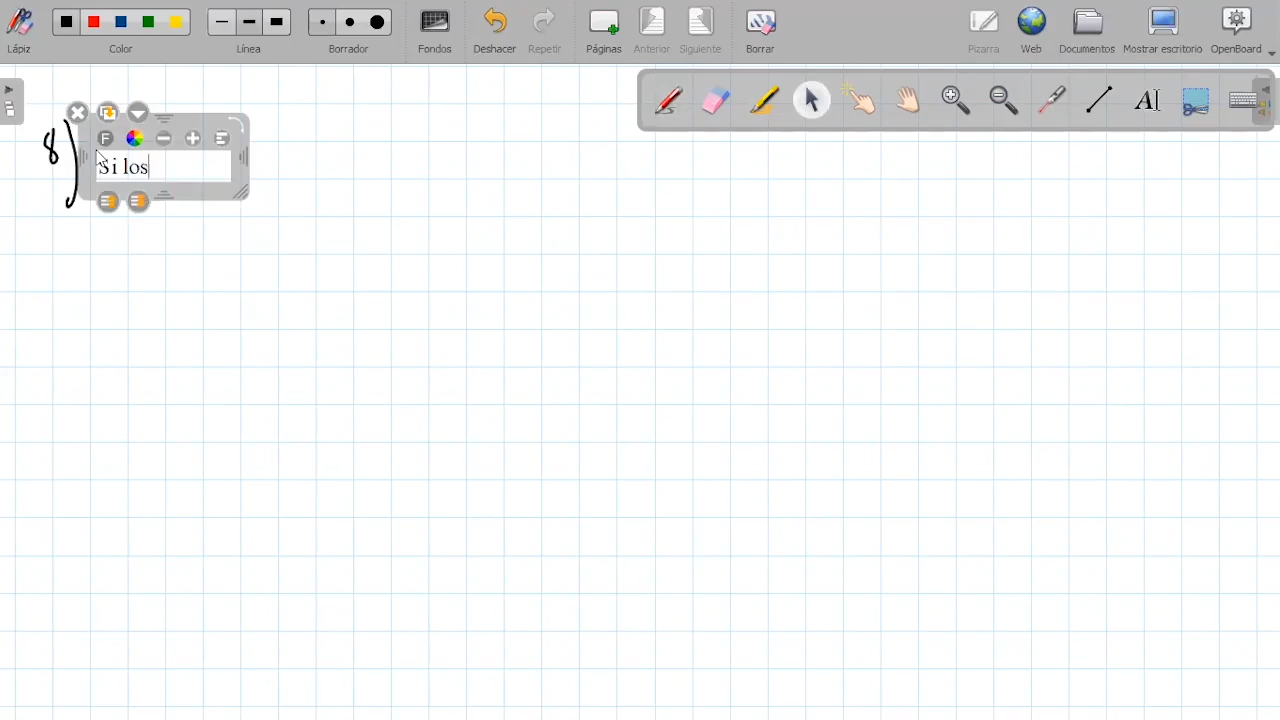 Lápiz
Color
Línea
Borrador
Fondos
Deshacer
Repetir
Páginas
Anterior
Siguiente
Borrar
Pizarra
Web
Documentos
Mostrar escritorio
OpenBoard
8)
F
Si los